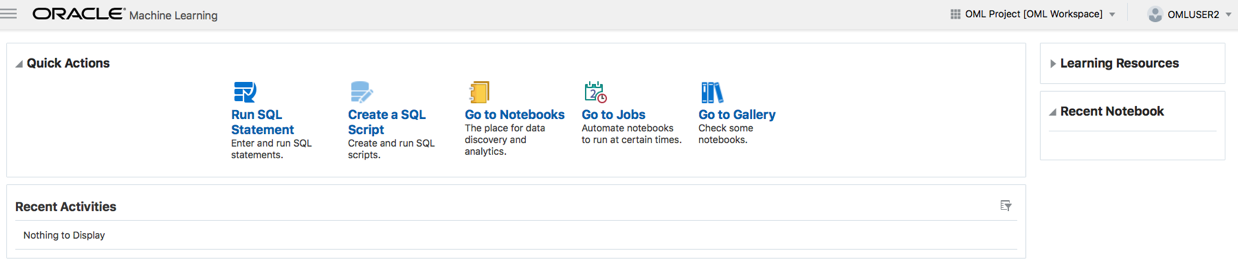 ORACLE® Machine Learning
OML Project [OML Workspace]
OMLUSER2
Quick Actions
Run SQL
Statement
Enter and run SQL
statements.
Create a SQL
Script
Create and run SQL
scripts.
Go to Notebooks
The place for data
discovery and
analytics.
Go to Jobs
Automate notebooks
to run at certain times.
Go to Gallery
Check some
notebooks.
Learning Resources
Recent Notebook
Recent Activities
Nothing to Display